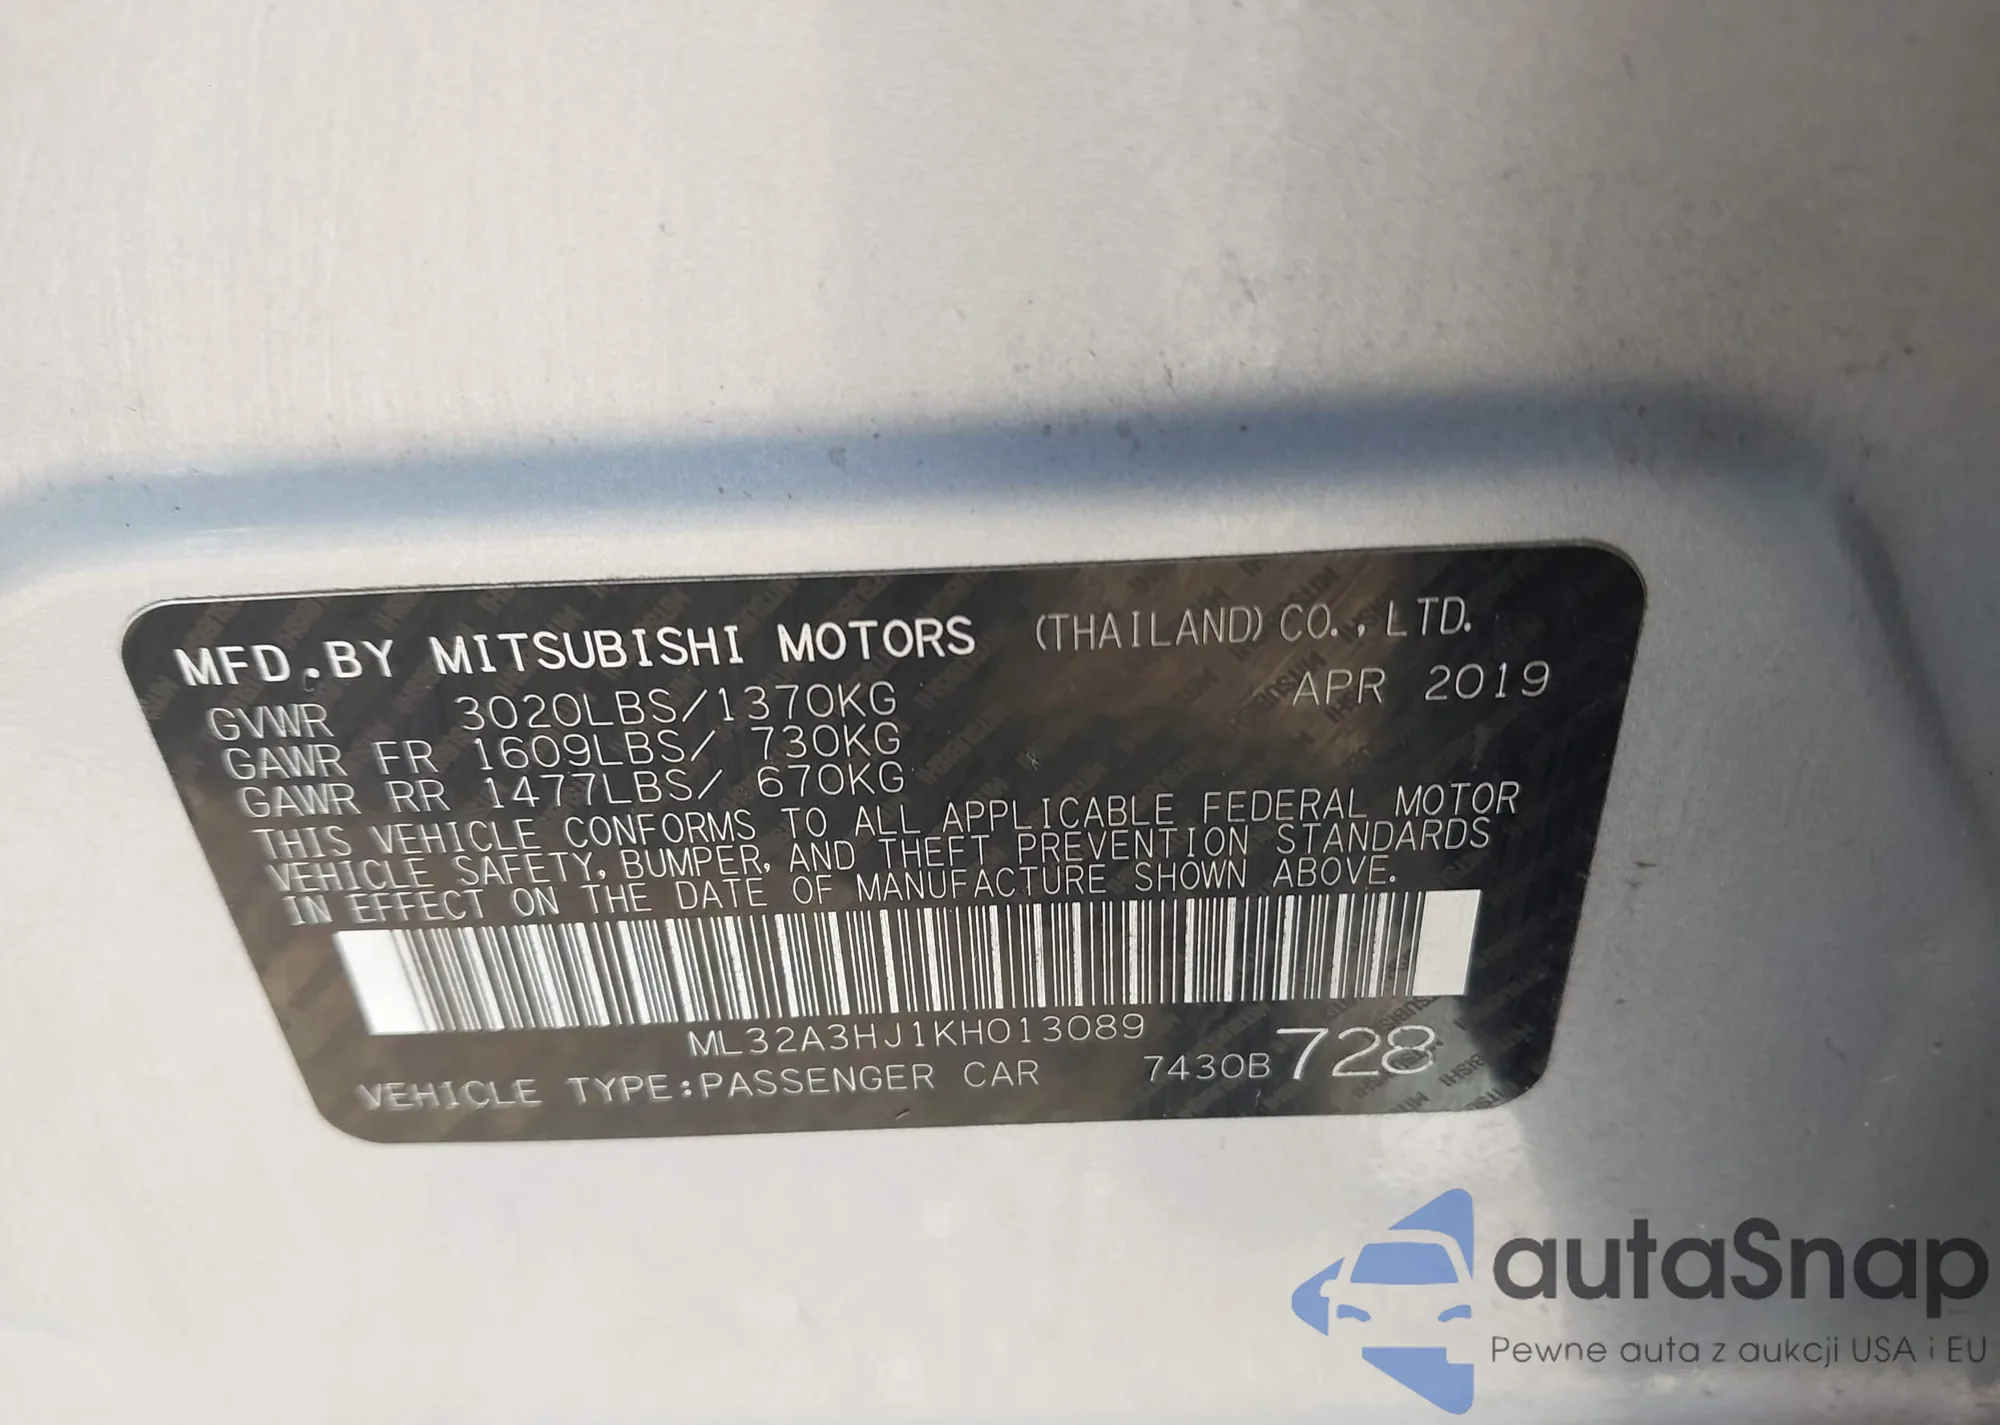 MFD.BY MITSUBISHI MOTORS (THAILAND) CO.,LTD.
APR 2019
GVWR 3020LBS/1370KG
GAWR FR 1609LBS/ 730KG
GAWR RR 1477LBS/ 670KG
THIS VEHICLE CONFORMS TO ALL APPLICABLE FEDERAL MOTOR
VEHICLE SAFETY, BUMPER, AND THEFT PREVENTION STANDARDS
IN EFFECT ON THE DATE OF MANUFACTURE SHOWN ABOVE.
ML32A3HJ1KH013089
VEHICLE TYPE:PASSENGER CAR 7430B 728
autaSnap
Pewne auta z aukcji USA i EU